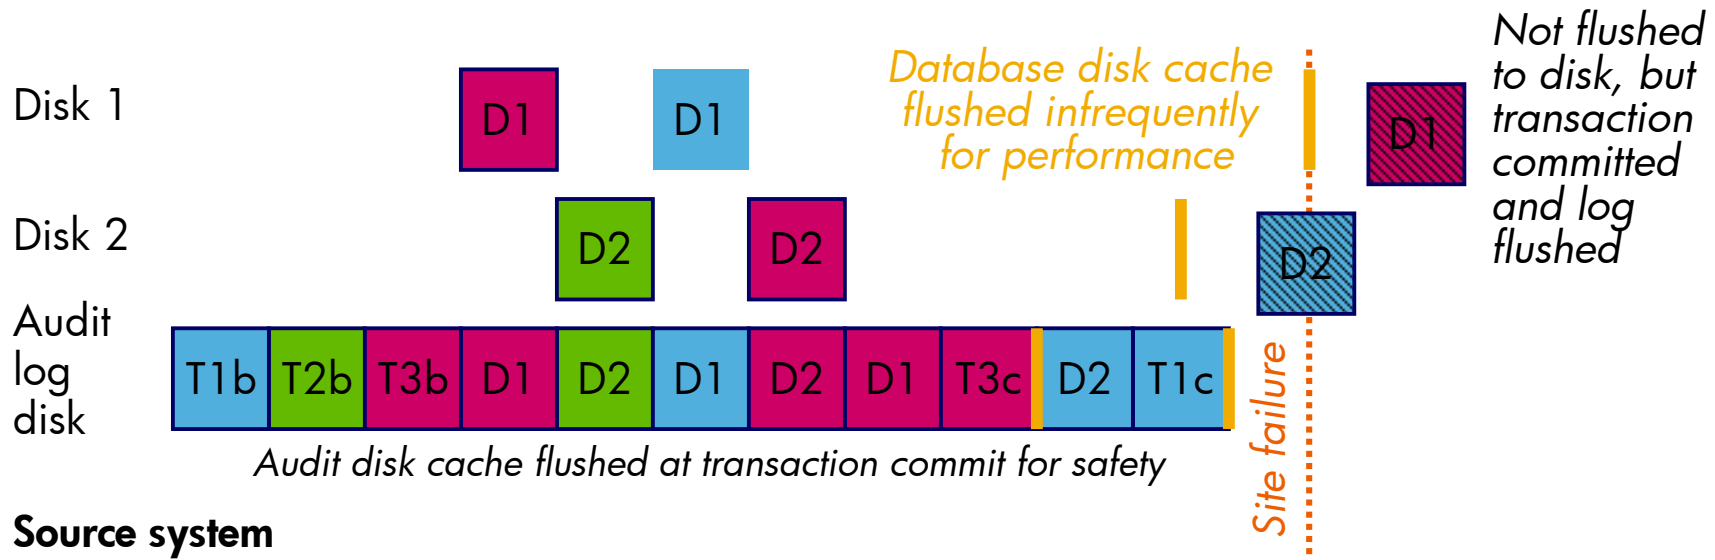 Disk 1
D1
D1
Database disk cache
flushed infrequently
for performance
D1
Not flushed
to disk, but
transaction
committed
and log
flushed
Disk 2
D2
D2
D2
Audit
log
disk
T1b T2b T3b D1 D2 D1 D2 D1 T3c D2 T1c
Audit disk cache flushed at transaction commit for safety
Site failure
Source system